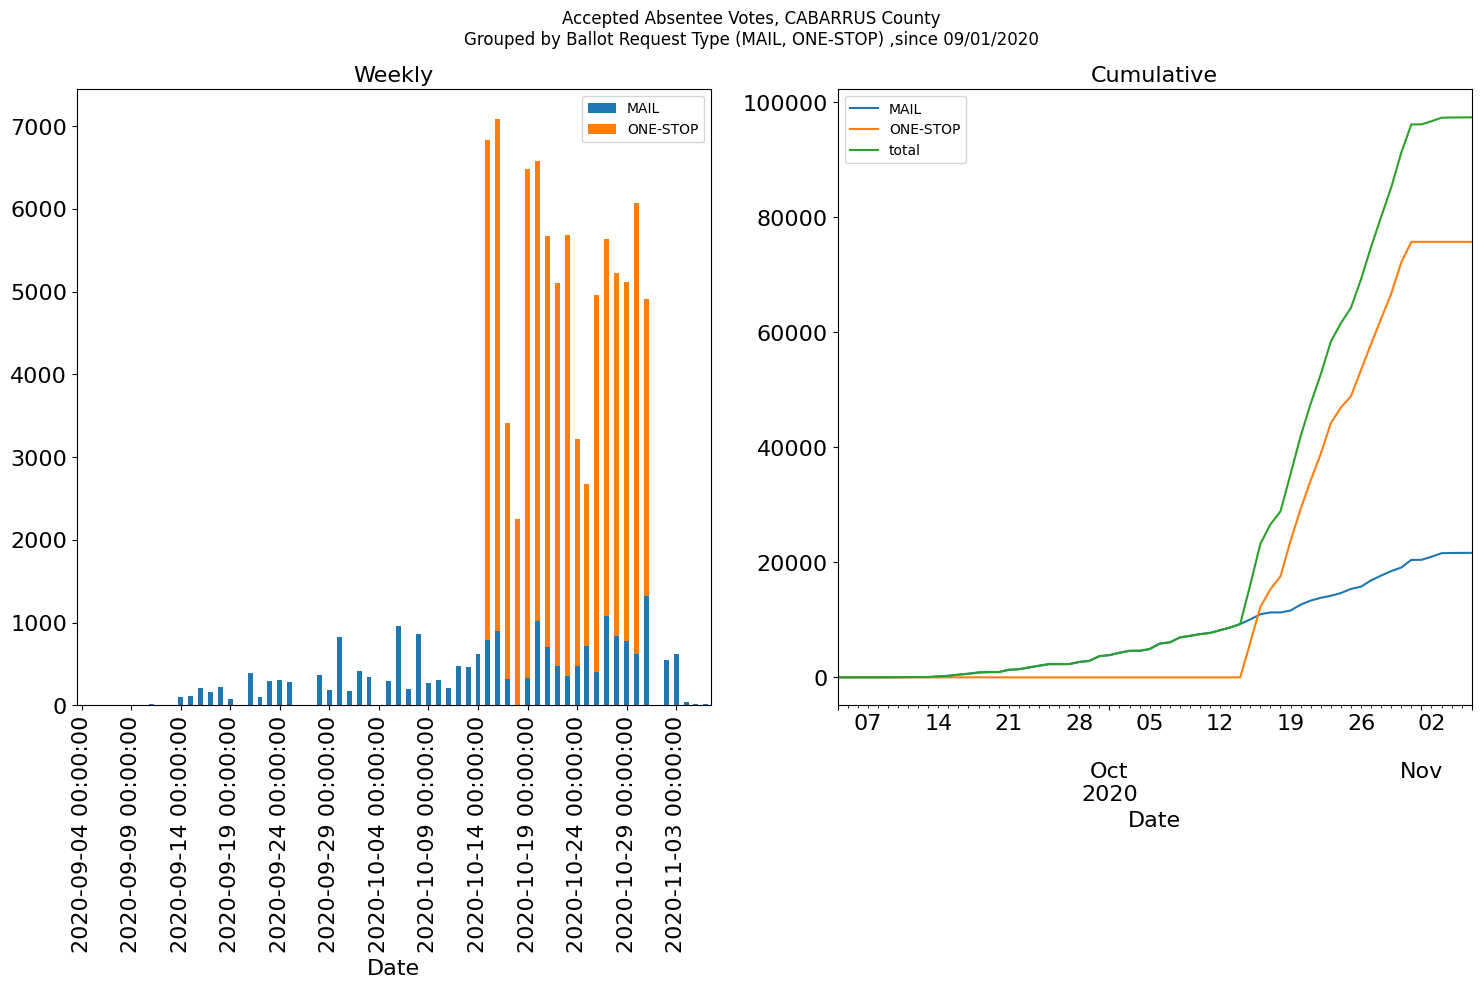 Accepted Absentee Votes, CABARRUS County
Grouped by Ballot Request Type (MAIL, ONE-STOP) ,since 09/01/2020
Weekly
MAIL
ONE-STOP
7000
6000
5000
4000
3000
2000
1000
0
2020-09-04 00:00:00
2020-09-09 00:00:00
2020-09-14 00:00:00
2020-09-19 00:00:00
2020-09-24 00:00:00
2020-09-29 00:00:00
2020-10-04 00:00:00
2020-10-09 00:00:00
2020-10-14 00:00:00
2020-10-19 00:00:00
2020-10-24 00:00:00
2020-10-29 00:00:00
2020-11-03 00:00:00
Date
Cumulative
MAIL
ONE-STOP
total
100000
80000
60000
40000
20000
0
07 14 21 28 05 12 19 26 02
Oct Nov
2020
Date